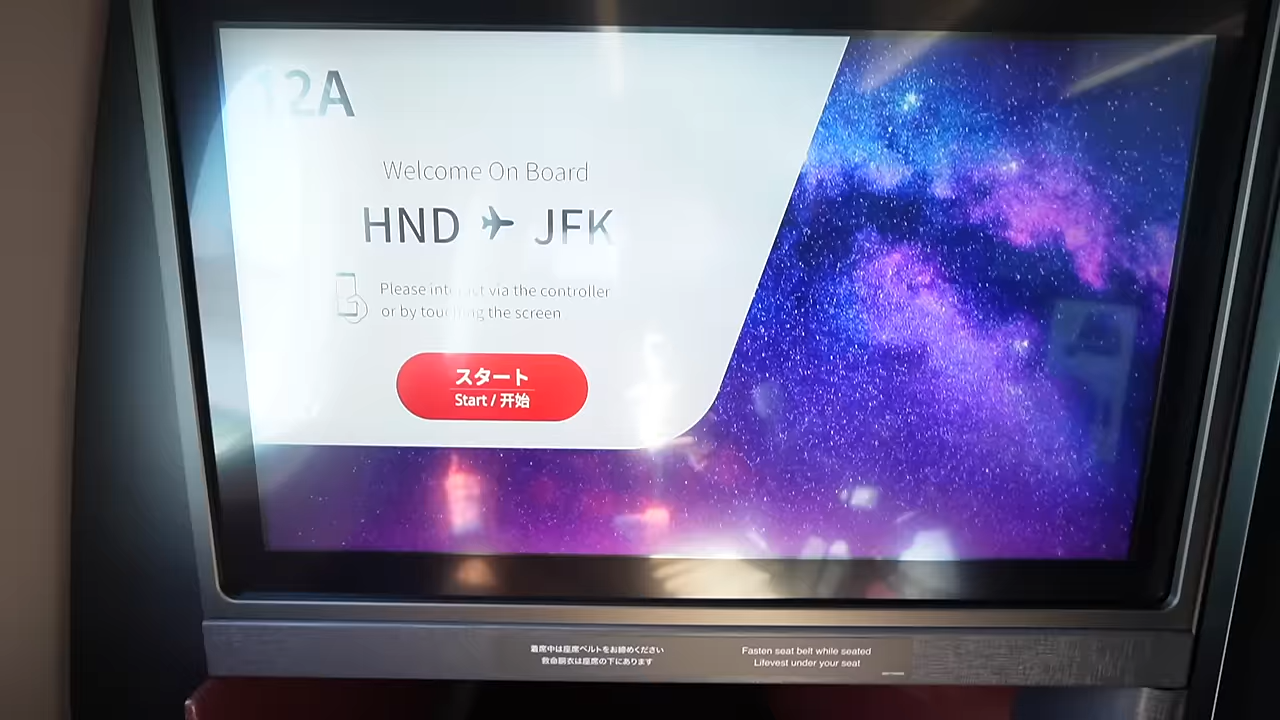 12A
Welcome On Board
HND JFK
Please interact via the controller
or by touching the screen
スタート
Start / 开始
着席中は座席ベルトをお締めください
救命胴衣は座席の下にあります
Fasten seat belt while seated
Lifevest under your seat